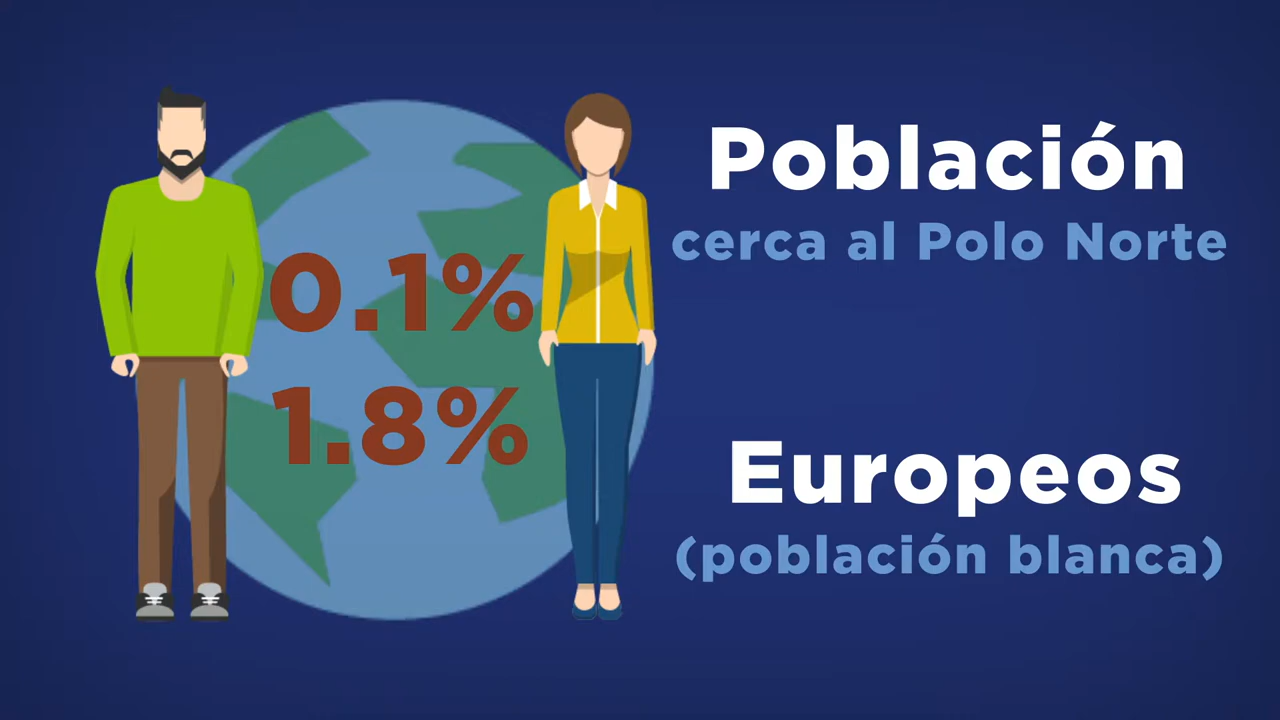 0.1%
1.8%
Población
cerca al Polo Norte
Europeos
(población blanca)